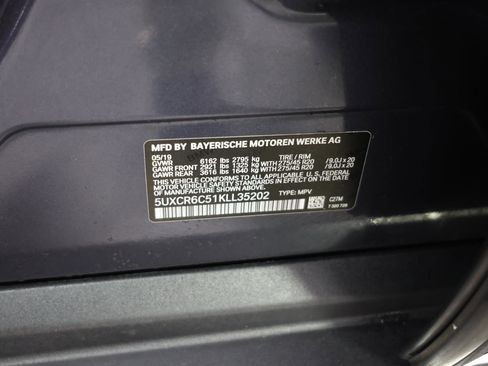 MFD BY BAYERISCHE MOTOREN WERKE AG
05/19 TIRE / RIM
GVWR 6162 lbs 2795 kg
GAWR FRONT 2921 lbs 1325 kg WITH 275/45 R20 /9.0J x 20
GAWR REAR 3616 lbs 1640 kg WITH 275/45 R20 /9.0J x 20
THIS VEHICLE CONFORMS TO ALL APPLICABLE U.S. FEDERAL
MOTOR VEHICLE SAFETY STANDARDS IN EFFECT ON THE DATE
OF MANUFACTURE SHOWN ABOVE.
5UXCR6C51KLL35202 TYPE: MPV
C27M